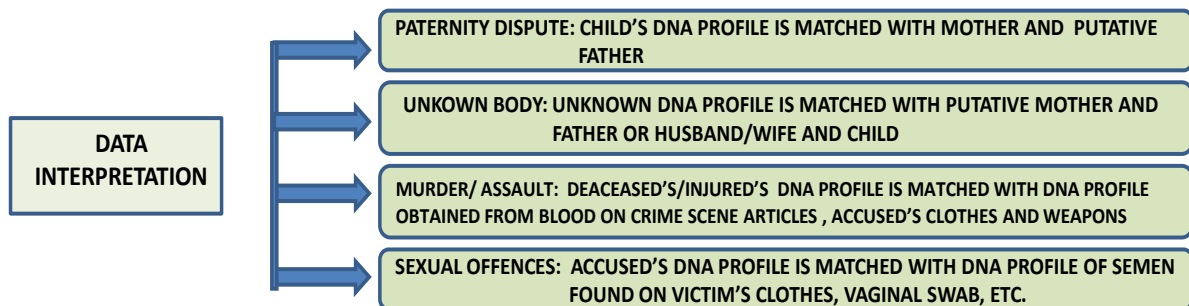 DATA
INTERPRETATION
PATERNITY DISPUTE: CHILD'S DNA PROFILE IS MATCHED WITH MOTHER AND PUTATIVE
FATHER
UNKOWN BODY: UNKNOWN DNA PROFILE IS MATCHED WITH PUTATIVE MOTHER AND
FATHER OR HUSBAND/WIFE AND CHILD
MURDER/ ASSAULT: DEACEASED'S/INJURED'S DNA PROFILE IS MATCHED WITH DNA PROFILE
OBTAINED FROM BLOOD ON CRIME SCENE ARTICLES , ACCUSED'S CLOTHES AND WEAPONS
SEXUAL OFFENCES: ACCUSED'S DNA PROFILE IS MATCHED WITH DNA PROFILE OF SEMEN
FOUND ON VICTIM'S CLOTHES, VAGINAL SWAB, ETC.